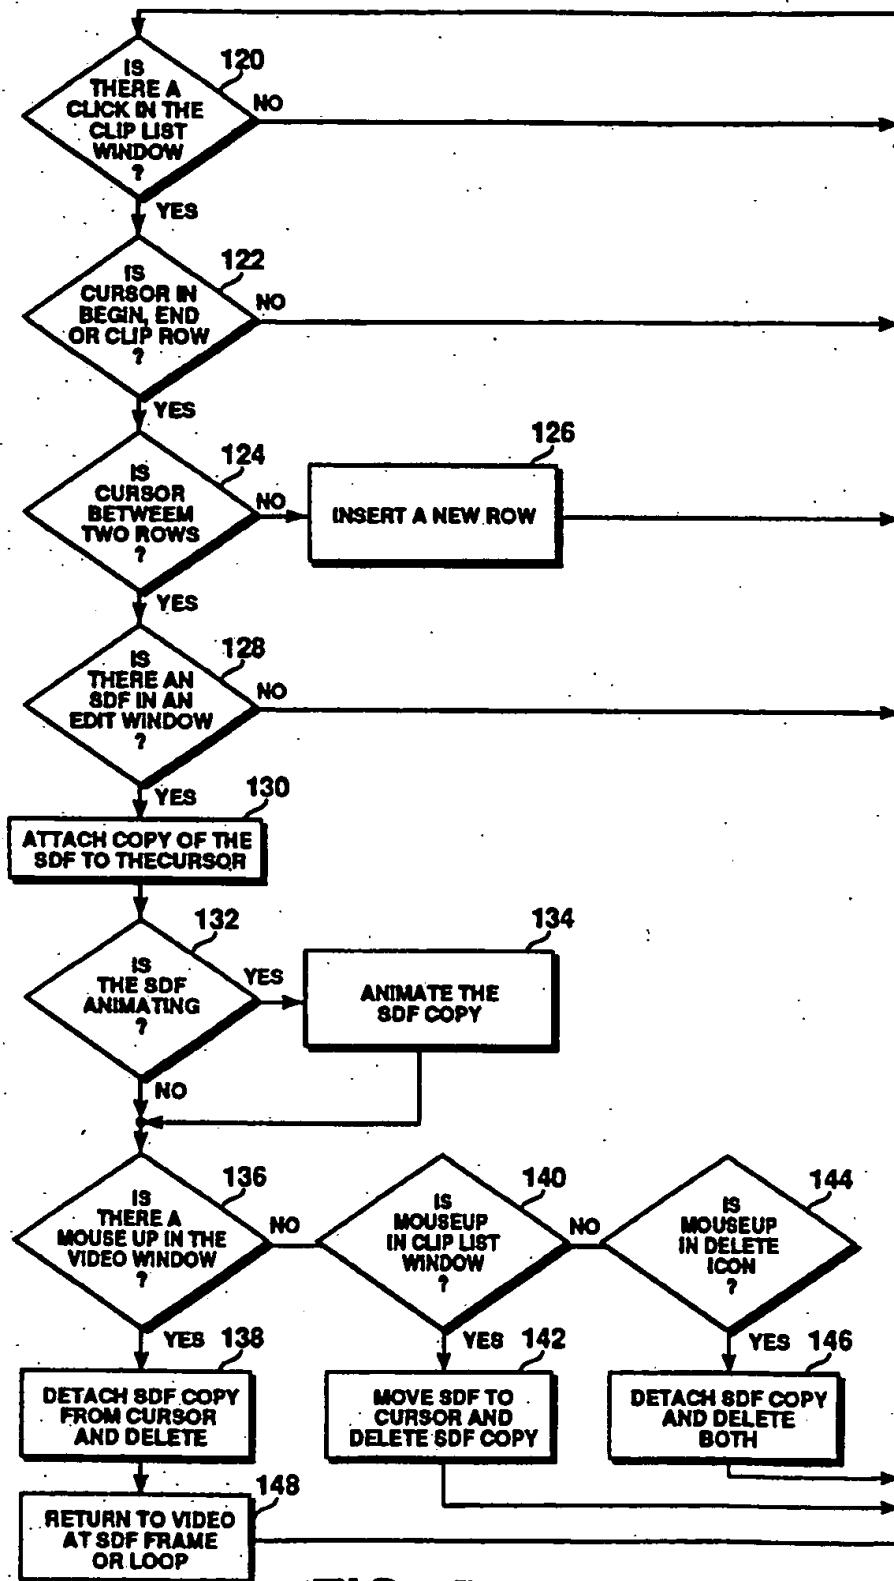 120
IS
THERE A
CLICK IN THE
CLIP LIST
WINDOW
?
NO
YES
122
IS
CURSOR IN
BEGIN, END
OR CLIP ROW
?
NO
YES
124
IS
CURSOR
BETWEEM
TWO ROWS
?
NO
126
INSERT A NEW ROW
YES
128
IS
THERE AN
SDF IN AN
EDIT WINDOW
?
NO
YES
130
ATTACH COPY OF THE
SDF TO THECURSOR
132
IS
THE SDF
ANIMATING
?
YES
134
ANIMATE THE
SDF COPY
NO
136
IS
THERE A
MOUSE UP IN THE
VIDEO WINDOW
?
NO
140
IS
MOUSEUP
IN CLIP LIST
WINDOW
?
NO
144
IS
MOUSEUP
IN DELETE
ICON
?
YES
138
DETACH SDF COPY
FROM CURSOR
AND DELETE
YES
142
MOVE SDF TO
CURSOR AND
DELETE SDF COPY
YES
146
DETACH SDF COPY
AND DELETE
BOTH
148
RETURN TO VIDEO
AT SDF FRAME
OR LOOP